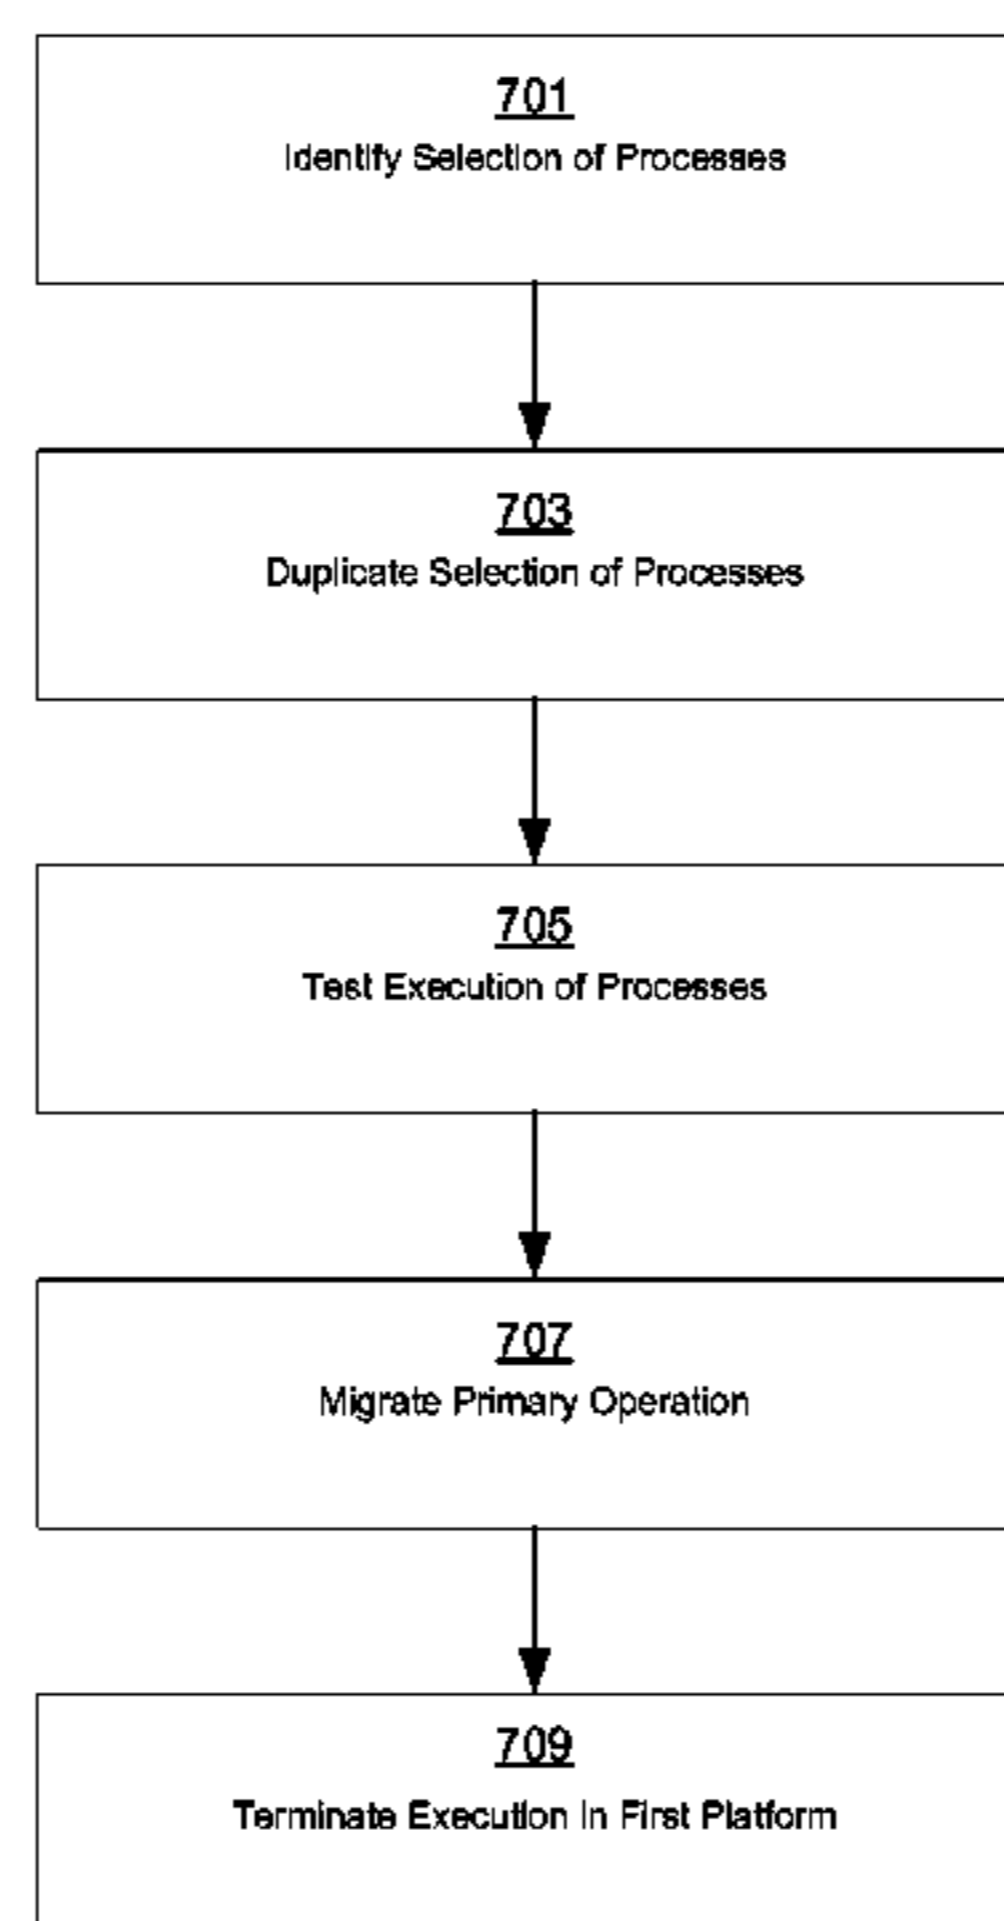 701
Identify Selection of Processes
703
Duplicate Selection of Processes
705
Test Execution of Processes
707
Migrate Primary Operation
709
Terminate Execution in First Platform